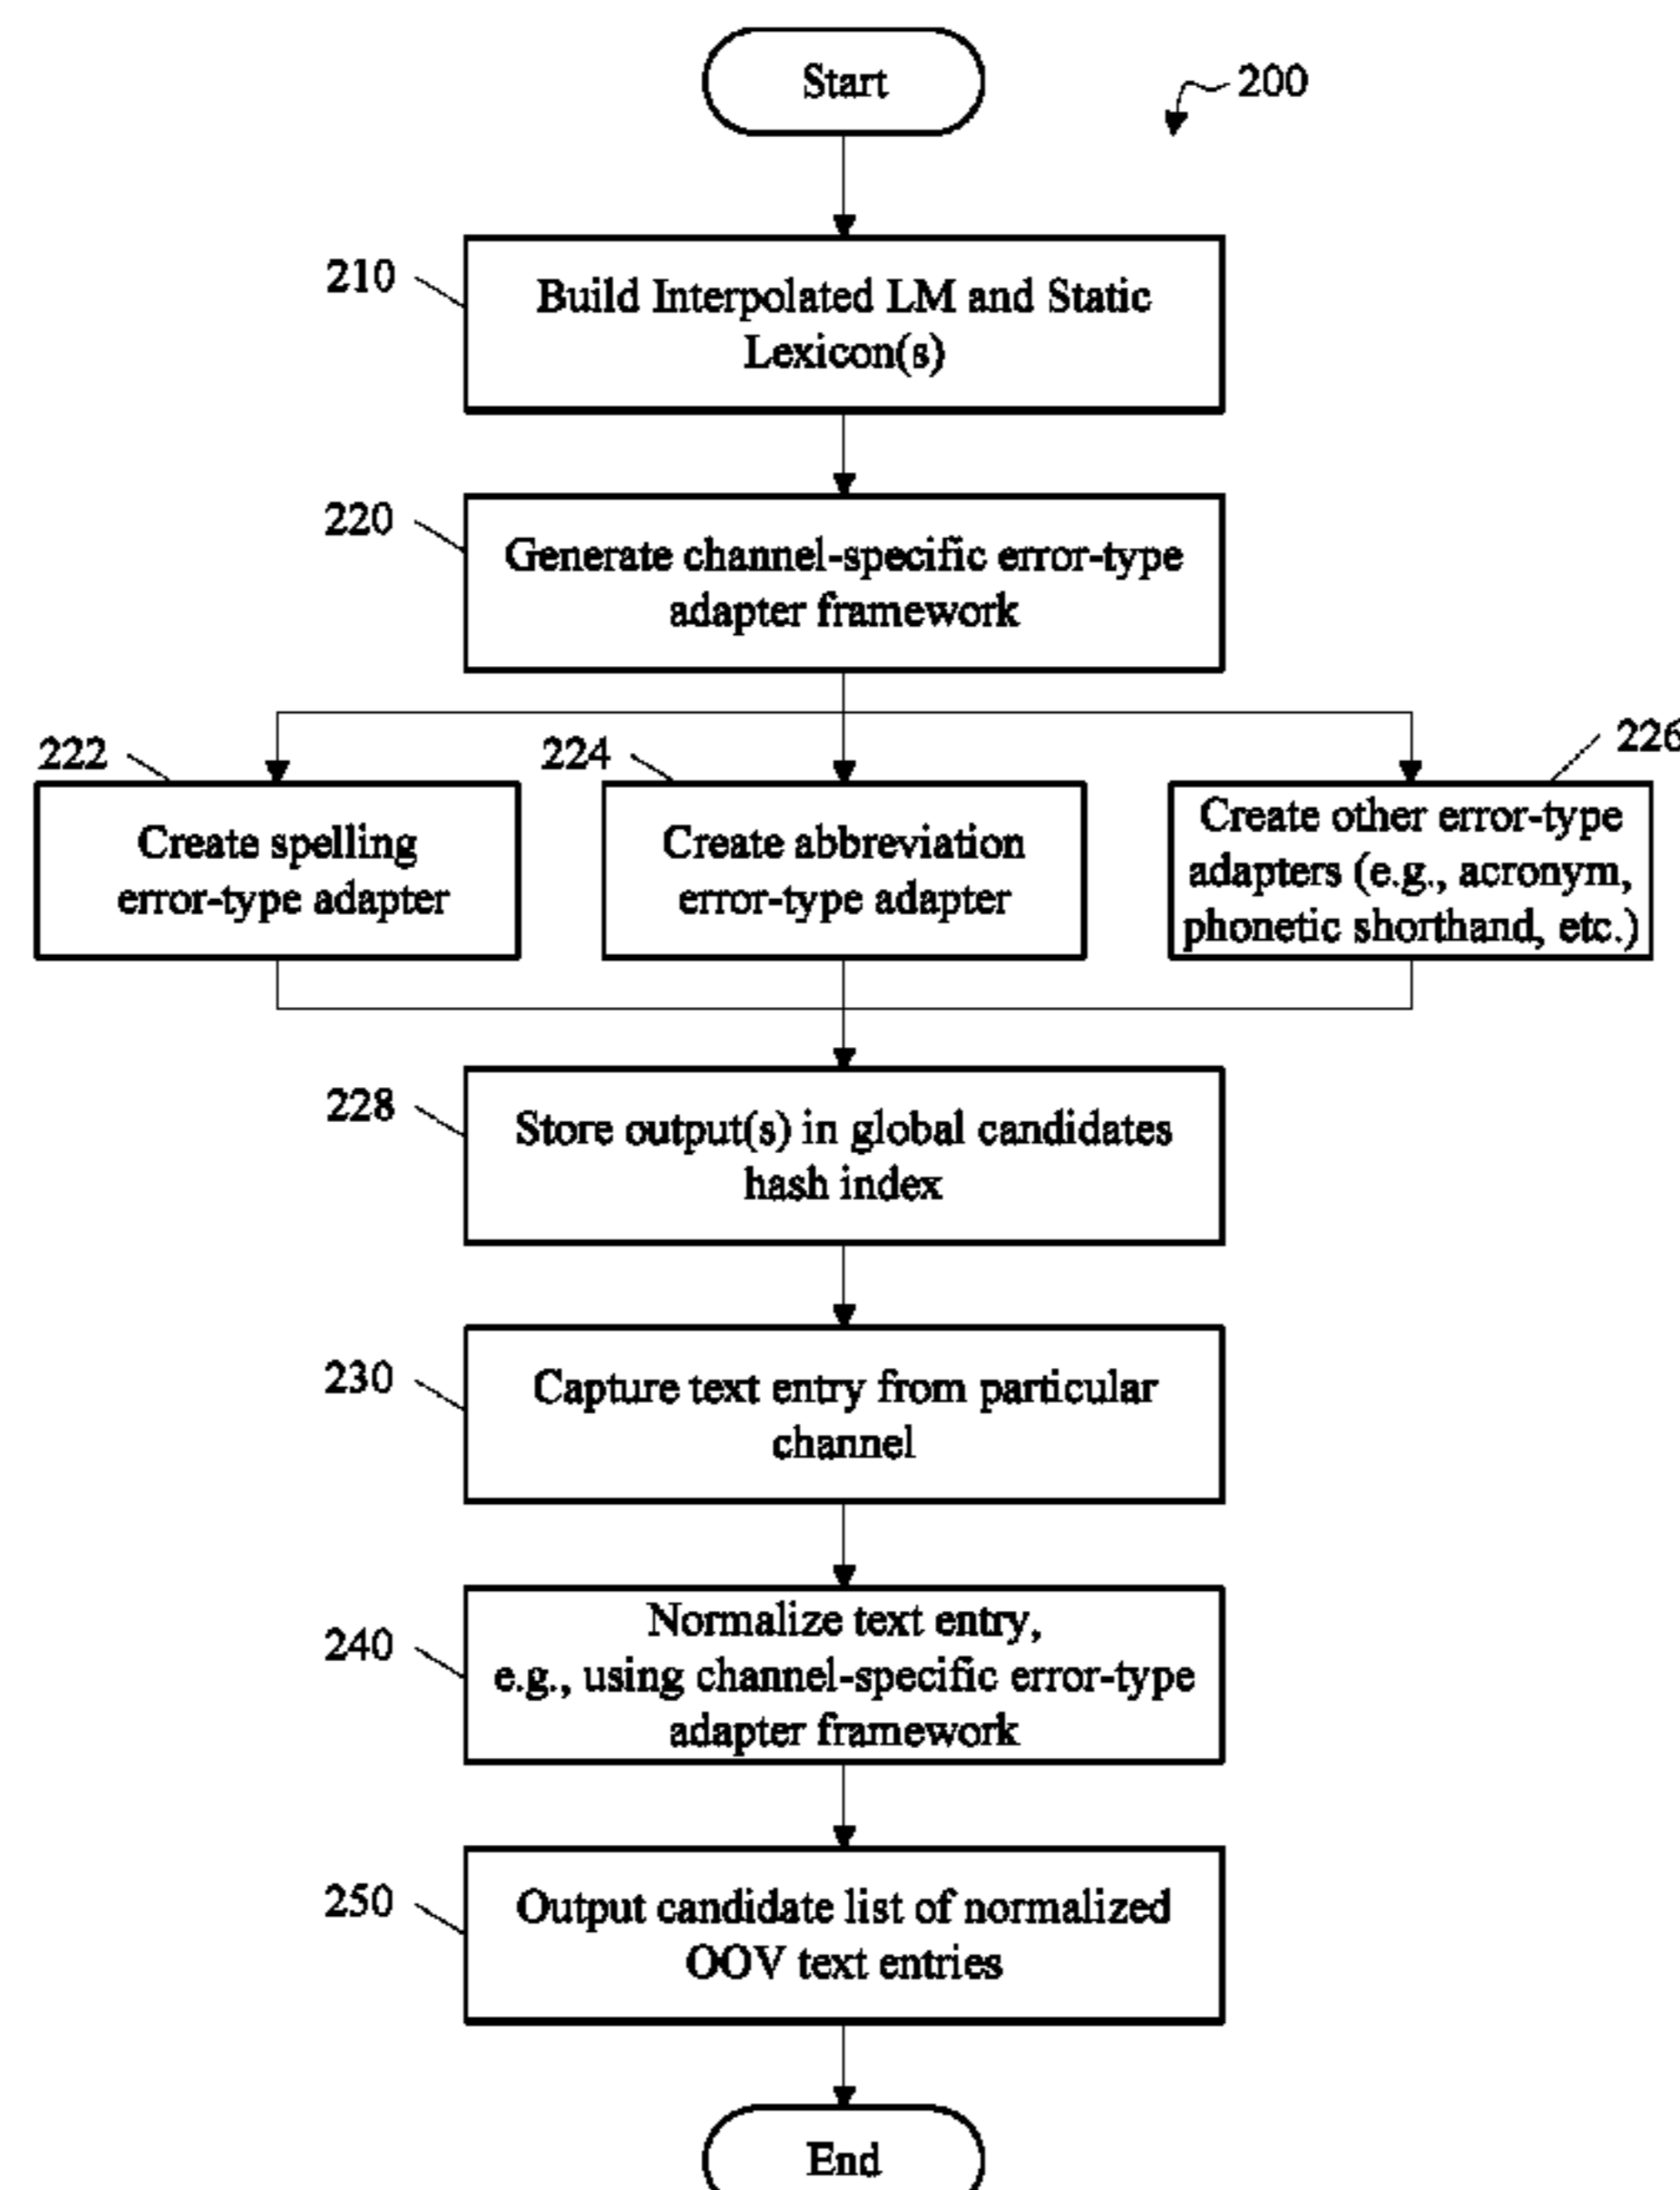 Start
200
210
Build Interpolated LM and Static
Lexicon(s)
220
Generate channel-specific error-type
adapter framework
222
Create spelling
error-type adapter
224
Create abbreviation
error-type adapter
226
Create other error-type
adapters (e.g., acronym,
phonetic shorthand, etc.)
228
Store output(s) in global candidates
hash index
230
Capture text entry from particular
channel
240
Normalize text entry,
e.g., using channel-specific error-type
adapter framework
250
Output candidate list of normalized
OOV text entries
End